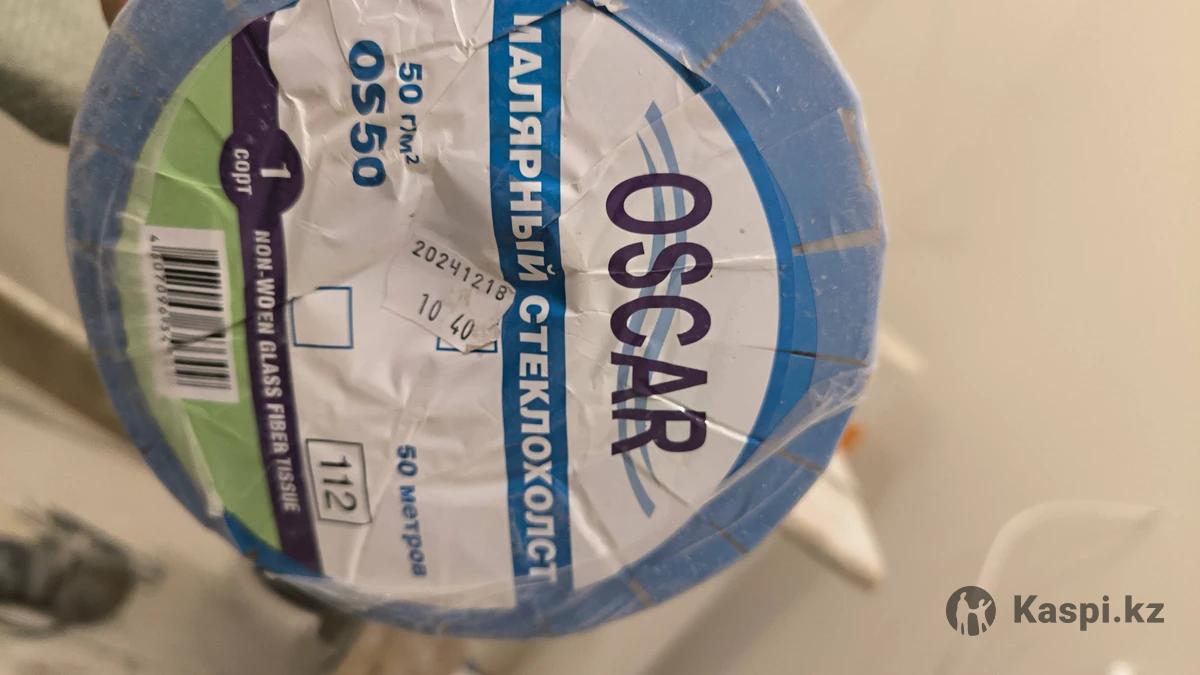 OSCAR
МАЛЯРНЫЙ СТЕКЛОХОЛСТ
50 г/м²
OS50
50 метров
20241218
10 40
112
1
сорт
NON-WOEN GLASS FIBER TISSUE
Kaspi.kz